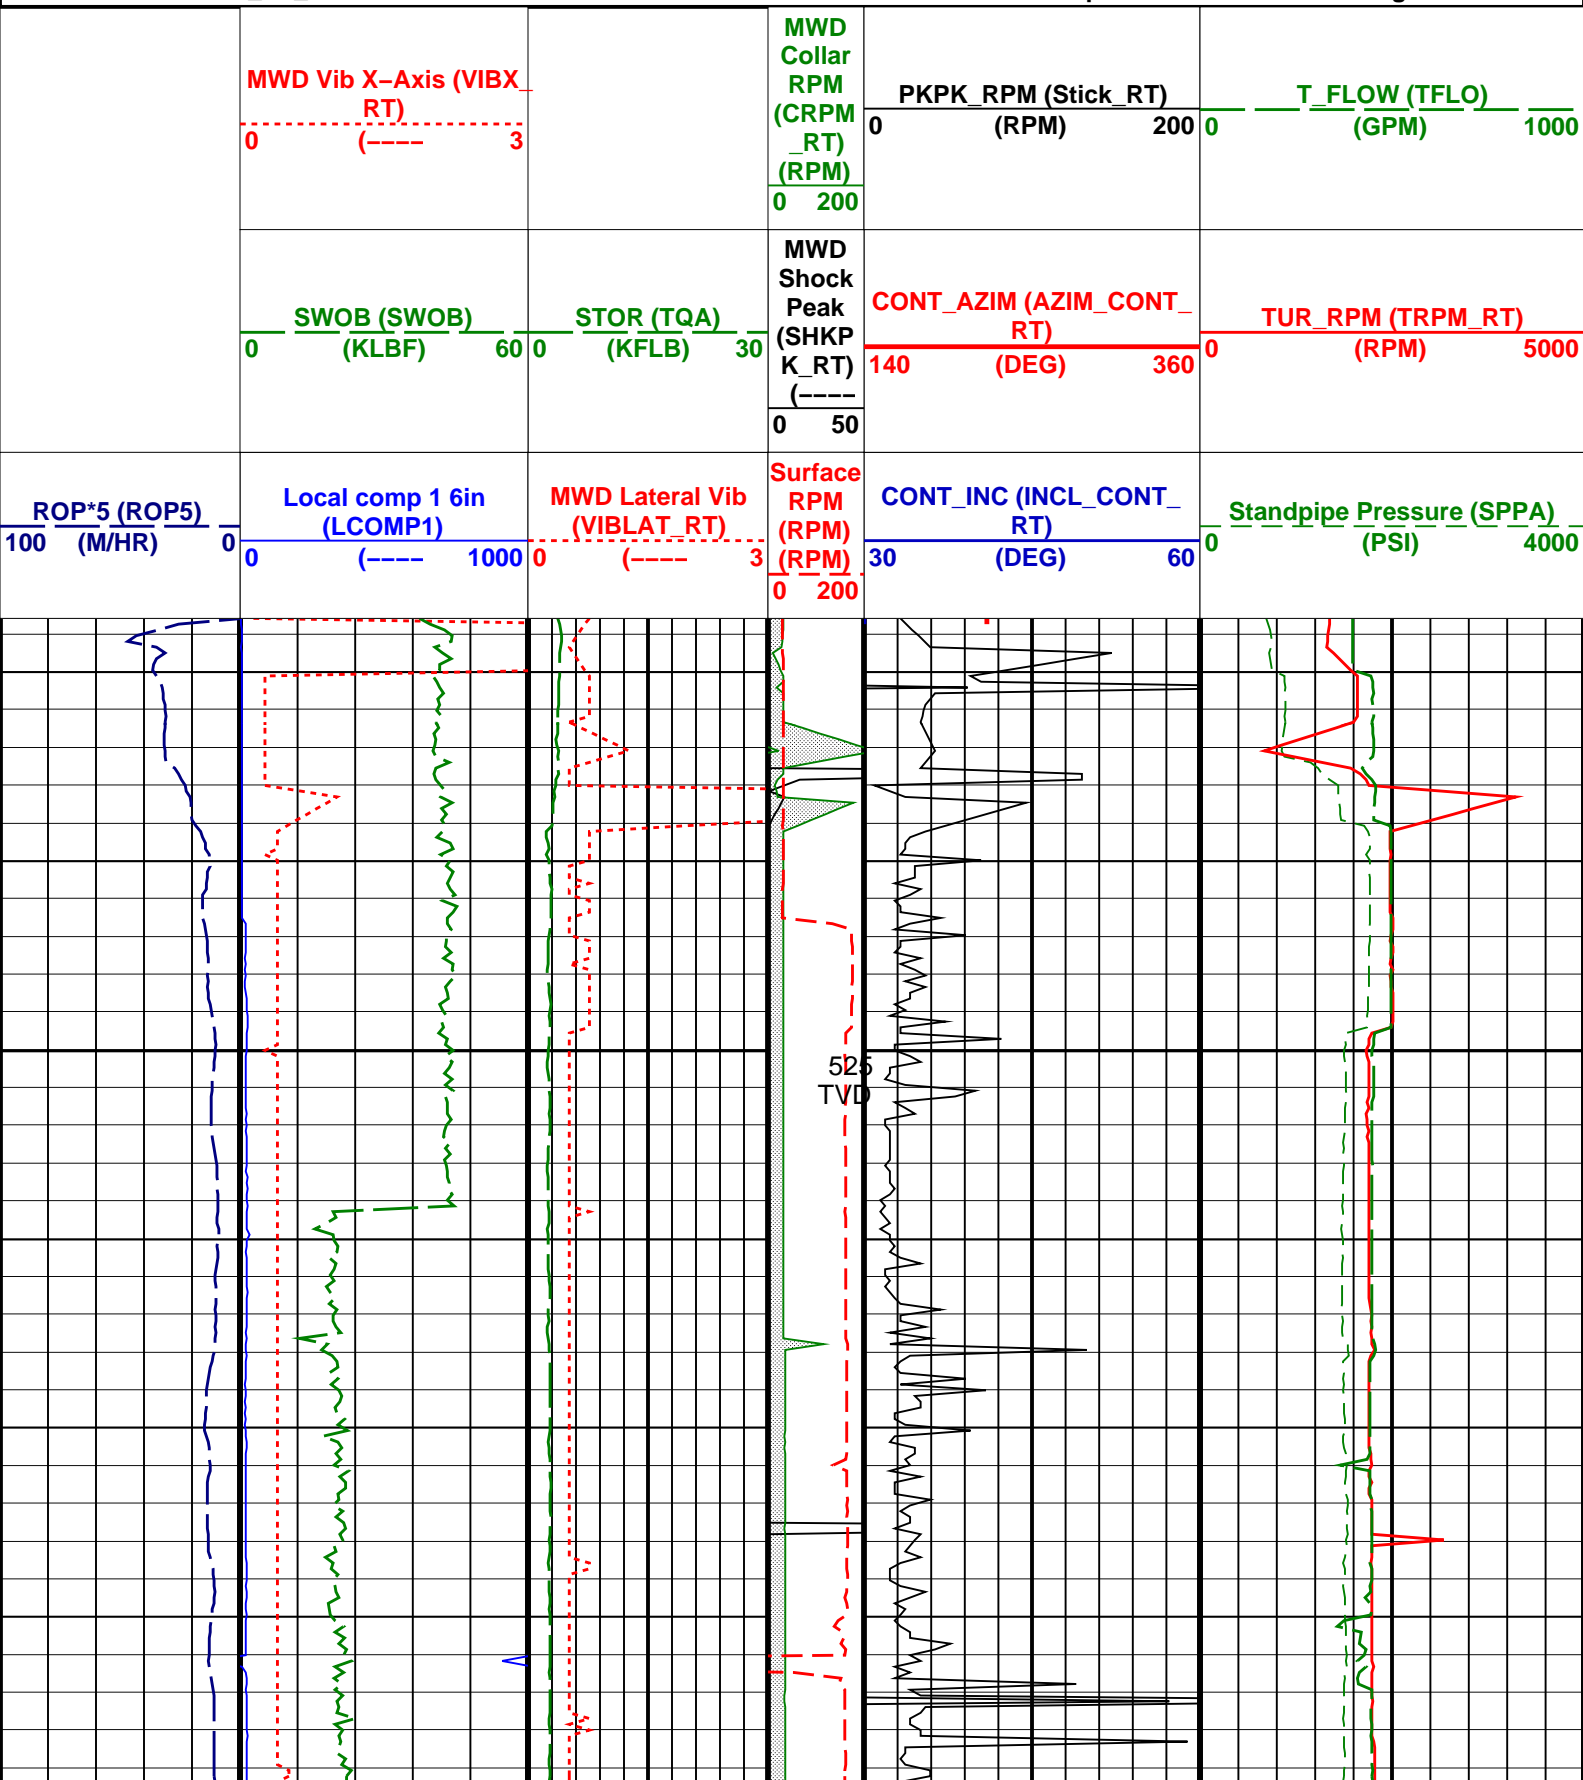 MWD
Collar
RPM
(CRPM
_RT)
(RPM)
0 200
MWD Vib X–Axis (VIBX_
RT)
0 (–––– 3
PKPK_RPM (Stick_RT)
0 (RPM) 200
T_FLOW (TFLO)
0 (GPM) 1000
MWD
Shock
Peak
(SHKP
K_RT)
(––––
0 50
SWOB (SWOB)
0 (KLBF) 60
STOR (TQA)
0 (KFLB) 30
CONT_AZIM (AZIM_CONT_
RT)
140 (DEG) 360
TUR_RPM (TRPM_RT)
0 (RPM) 5000
Surface
RPM
(RPM)
(RPM)
0 200
ROP*5 (ROP5)
100 (M/HR) 0
Local comp 1 6in
(LCOMP1)
0 (–––– 1000
MWD Lateral Vib
(VIBLAT_RT)
0 (–––– 3
CONT_INC (INCL_CONT_
RT)
30 (DEG) 60
Standpipe Pressure (SPPA)
0 (PSI) 4000
525
TVD